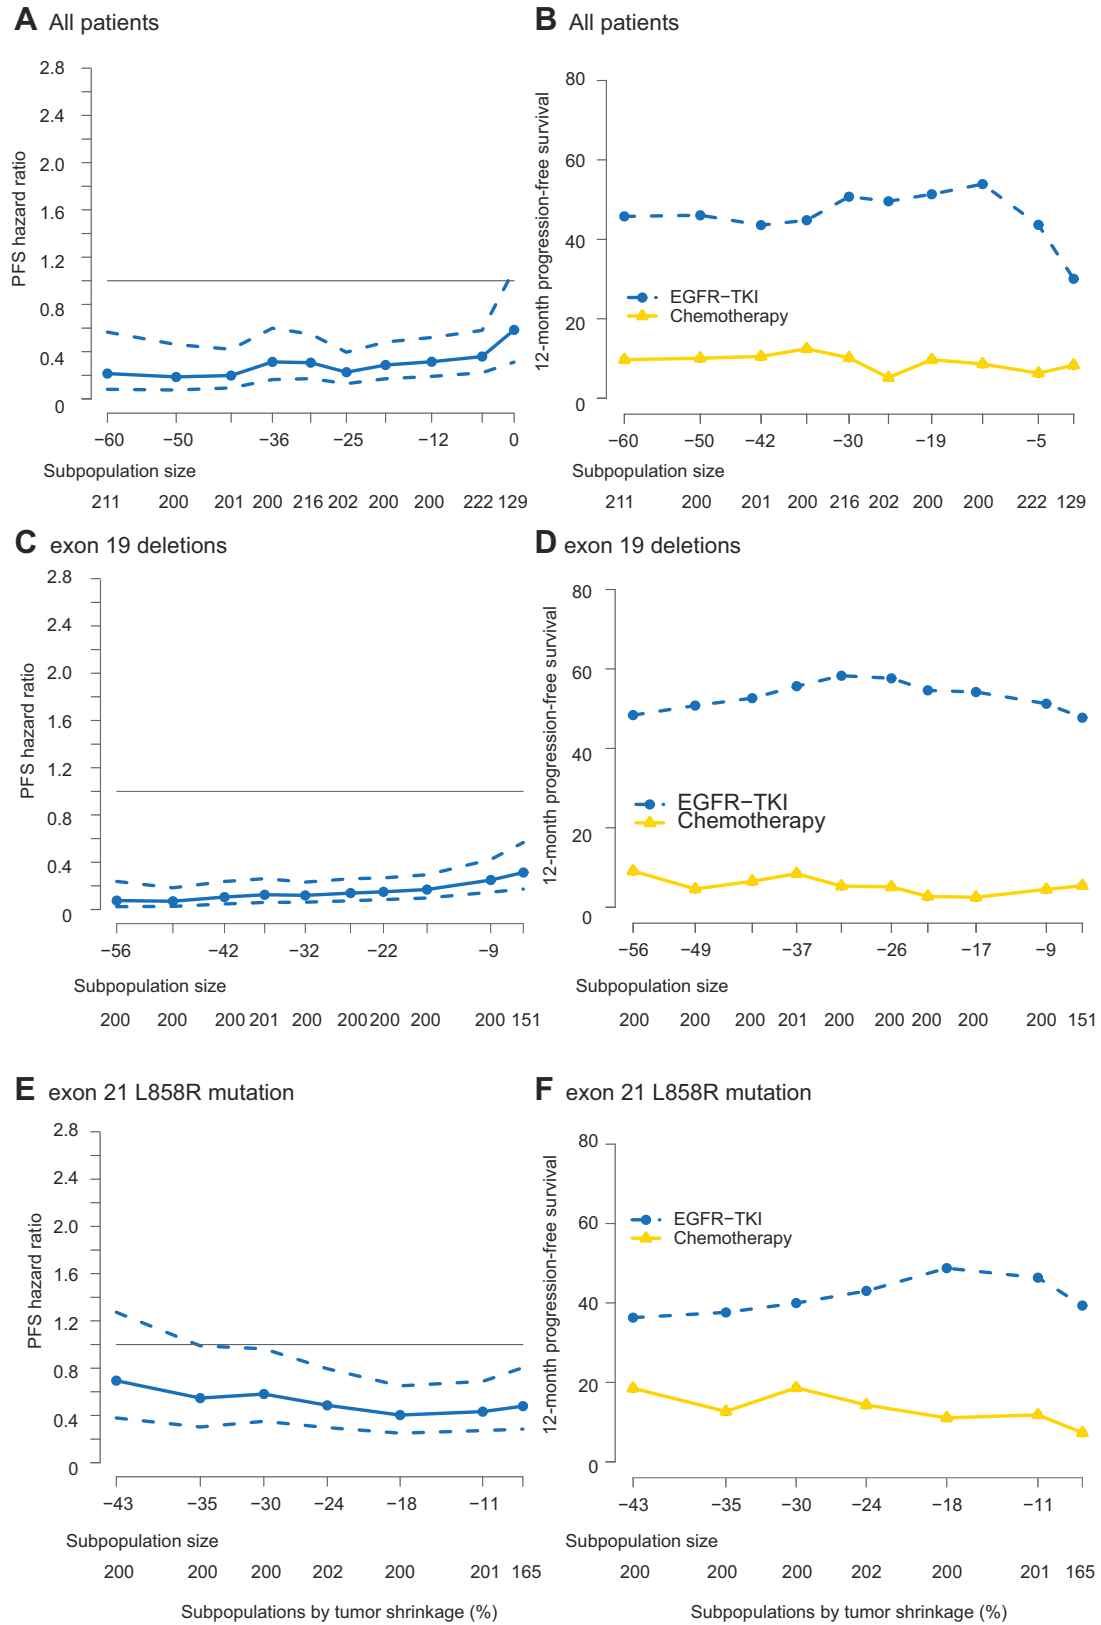 A All patients
PFS hazard ratio
2.8
2.4
2.0
1.6
1.2
0.8
0.4
0
−60 −50 −36 −25 −12 0
Subpopulation size
211 200 201 200 216 202 200 200 222 129
B All patients
12-month progression-free survival
80
60
40
20
0
EGFR−TKI
Chemotherapy
−60 −50 −42 −30 −19 −5
Subpopulation size
211 200 201 200 216 202 200 200 222 129
C exon 19 deletions
PFS hazard ratio
2.8
2.4
2.0
1.6
1.2
0.8
0.4
0
−56 −42 −32 −22 −9
Subpopulation size
200 200 200 201 200 200 200 200 200 151
D exon 19 deletions
12-month progression-free survival
80
60
40
20
0
EGFR−TKI
Chemotherapy
−56 −49 −37 −26 −17 −9
Subpopulation size
200 200 200 201 200 200 200 200 200 151
E exon 21 L858R mutation
PFS hazard ratio
2.8
2.4
2.0
1.6
1.2
0.8
0.4
0
−43 −35 −30 −24 −18 −11
Subpopulation size
200 200 200 202 200 201 165
Subpopulations by tumor shrinkage (%)
F exon 21 L858R mutation
12-month progression-free survival
80
60
40
20
0
EGFR−TKI
Chemotherapy
−43 −35 −30 −24 −18 −11
Subpopulation size
200 200 200 202 200 201 165
Subpopulations by tumor shrinkage (%)